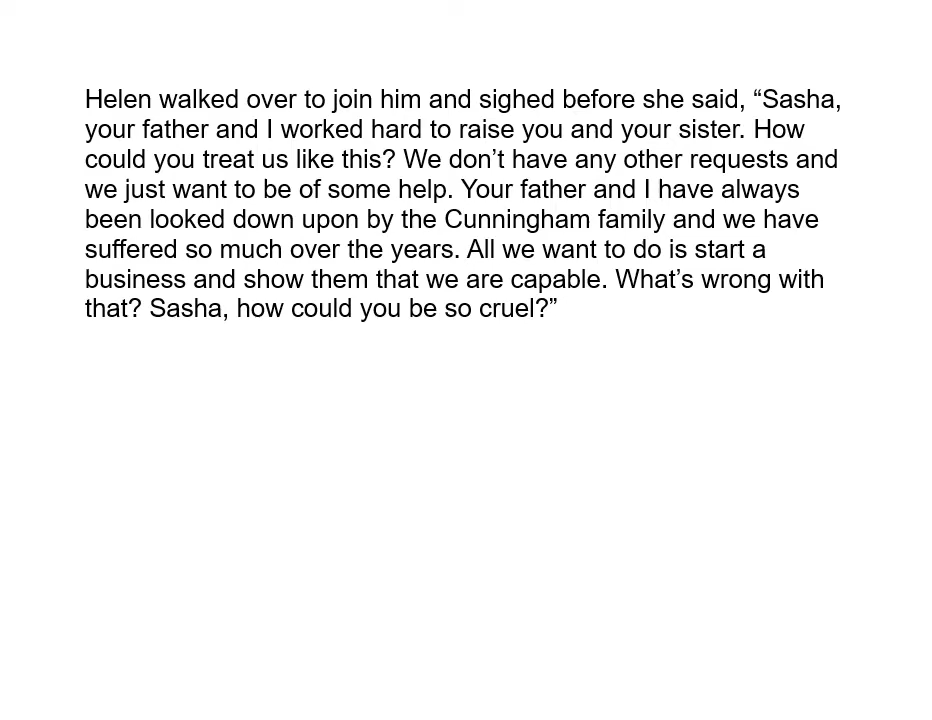 Helen walked over to join him and sighed before she said, “Sasha,
your father and I worked hard to raise you and your sister. How
could you treat us like this? We don’t have any other requests and
we just want to be of some help. Your father and I have always
been looked down upon by the Cunningham family and we have
suffered so much over the years. All we want to do is start a
business and show them that we are capable. What’s wrong with
that? Sasha, how could you be so cruel?”